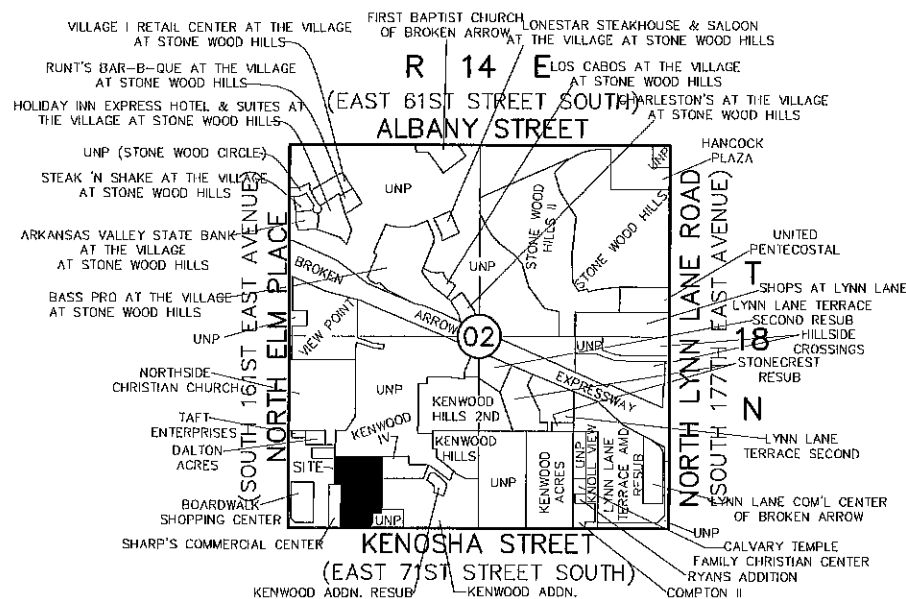 VILLAGE I RETAIL CENTER AT THE VILLAGE
AT STONE WOOD HILLS
RUNT'S BAR-B-QUE AT THE VILLAGE
AT STONE WOOD HILLS
HOLIDAY INN EXPRESS HOTEL & SUITES AT
THE VILLAGE AT STONE WOOD HILLS
UNP (STONE WOOD CIRCLE)
STEAK 'N SHAKE AT THE VILLAGE
AT STONE WOOD HILLS
ARKANSAS VALLEY STATE BANK
AT THE VILLAGE
AT STONE WOOD HILLS
BASS PRO AT THE VILLAGE
AT STONE WOOD HILLS
UNP
NORTHSIDE
CHRISTIAN CHURCH
TAFT
ENTERPRISES
DALTON
ACRES
SITE
BOARDWALK
SHOPPING CENTER
SHARP'S COMMERCIAL CENTER
FIRST BAPTIST CHURCH
OF BROKEN ARROW
LONESTAR STEAKHOUSE & SALOON
AT THE VILLAGE AT STONE WOOD HILLS
R 14 E
LOS CABOS AT THE VILLAGE
AT STONE WOOD HILLS
(EAST 61ST STREET SOUTH)
CHARLESTON'S AT THE VILLAGE
AT STONE WOOD HILLS
ALBANY STREET
(SOUTH 161ST EAST AVENUE)
NORTH ELM PLACE
UNP
UNP
UNP
STONE WOOD
HILLS II
STONE WOOD HILLS
BROKEN
ARROW
EXPRESSWAY
VIEW POINT
02
UNP
UNP
KENWOOD
HILLS 2ND
KENWOOD
IV
KENWOOD
HILLS
UNP
KENWOOD
ACRES
UNP
KNOLL VIEW
LYNN LANE
TERRACE AMD
RESUB
UNP
HANCOCK
PLAZA
NORTH LYNN LANE ROAD
(SOUTH 177TH EAST AVENUE)
T
18
N
UNITED
PENTECOSTAL
SHOPS AT LYNN LANE
LYNN LANE TERRACE
SECOND RESUB
HILLSIDE
CROSSINGS
STONECREST
RESUB
LYNN LANE
TERRACE SECOND
LYNN LANE COM'L CENTER
OF BROKEN ARROW
UNP
CALVARY TEMPLE
FAMILY CHRISTIAN CENTER
RYANS ADDITION
COMPTON II
KENOSHA STREET
(EAST 71ST STREET SOUTH)
KENWOOD ADDN. RESUB
KENWOOD ADDN.